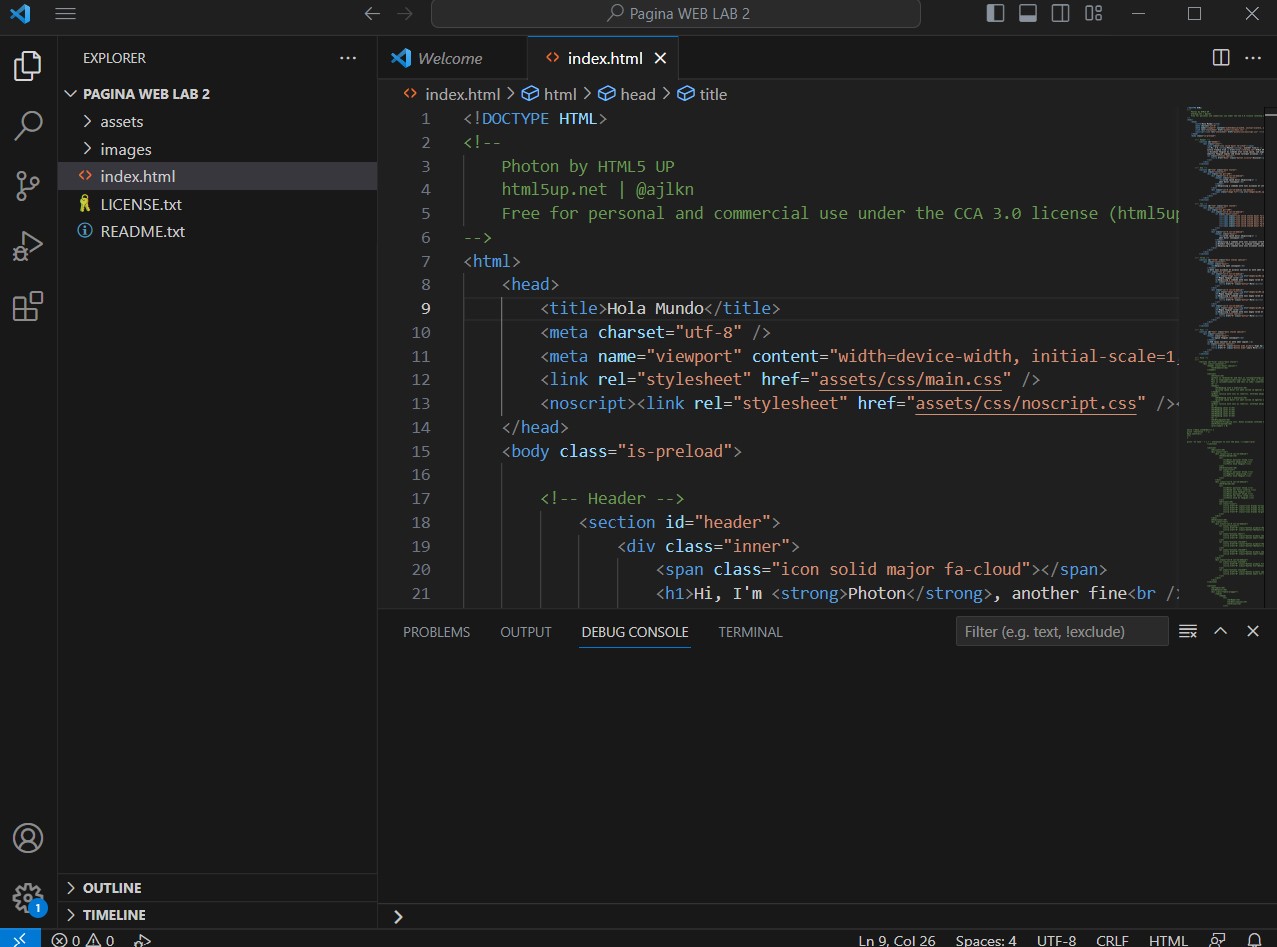 Pagina WEB LAB 2
EXPLORER
PAGINA WEB LAB 2
assets
images
index.html
LICENSE.txt
README.txt
OUTLINE
TIMELINE
Welcome
index.html
index.html > html > head > title
1 <!DOCTYPE HTML>
2 <!--
3 Photon by HTML5 UP
4 html5up.net | @ajlkn
5 Free for personal and commercial use under the CCA 3.0 license (html5up
6 -->
7 <html>
8 <head>
9 <title>Hola Mundo</title>
10 <meta charset="utf-8" />
11 <meta name="viewport" content="width=device-width, initial-scale=1,
12 <link rel="stylesheet" href="assets/css/main.css" />
13 <noscript><link rel="stylesheet" href="assets/css/noscript.css" /><
14 </head>
15 <body class="is-preload">
16
17 <!-- Header -->
18 <section id="header">
19 <div class="inner">
20 <span class="icon solid major fa-cloud"></span>
21 <h1>Hi, I'm <strong>Photon</strong>, another fine<br />
PROBLEMS OUTPUT DEBUG CONSOLE TERMINAL Filter (e.g. text, !exclude)
1
0 0 Ln 9, Col 26 Spaces: 4 UTF-8 CRLF HTML